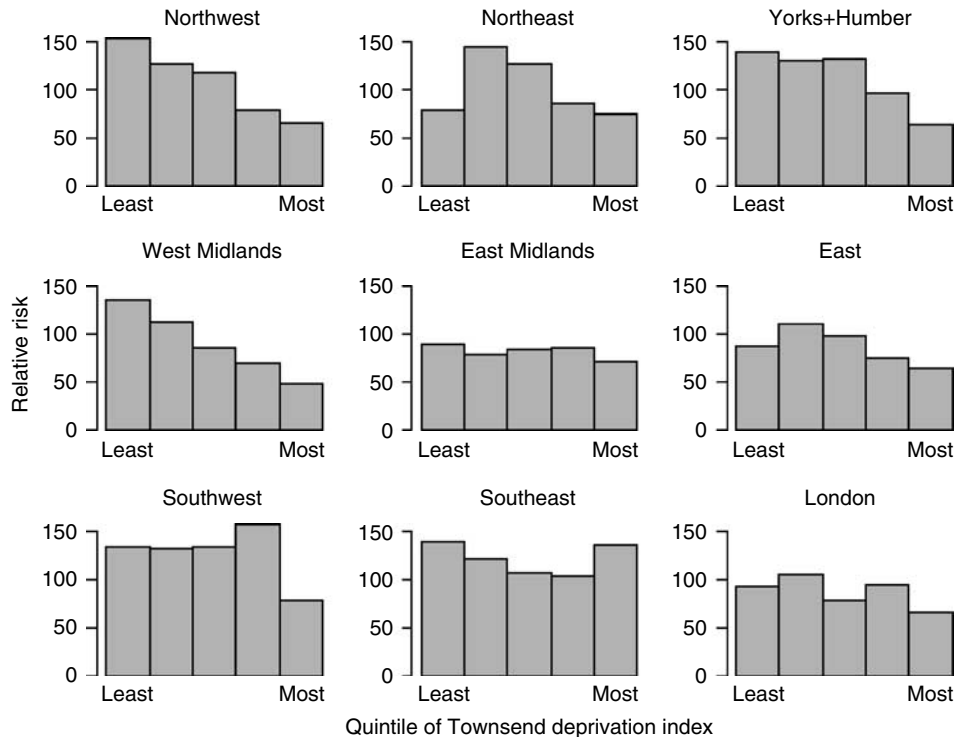 Northwest
Northeast
Yorks+Humber
150
100
50
0
Least Most
150
100
50
0
Least Most
150
100
50
0
Least Most
West Midlands
East Midlands
East
Relative risk
150
100
50
0
Least Most
150
100
50
0
Least Most
150
100
50
0
Least Most
Southwest
Southeast
London
150
100
50
0
Least Most
150
100
50
0
Least Most
150
100
50
0
Least Most
Quintile of Townsend deprivation index